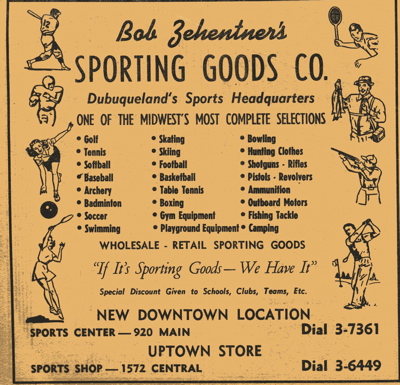 Bob Zehentner's
SPORTING GOODS CO.
Dubuqueland's Sports Headquarters
ONE OF THE MIDWEST'S MOST COMPLETE SELECTIONS
• Golf
• Tennis
• Softball
• Baseball
• Archery
• Badminton
• Soccer
• Swimming
• Skating
• Skiing
• Football
• Basketball
• Table Tennis
• Boxing
• Gym Equipment
• Playground Equipment
• Bowling
• Hunting Clothes
• Shotguns - Rifles
• Pistols - Revolvers
• Ammunition
• Outboard Motors
• Fishing Tackle
• Camping
WHOLESALE - RETAIL SPORTING GOODS
"If It's Sporting Goods — We Have It"
Special Discount Given to Schools, Clubs, Teams, Etc.
NEW DOWNTOWN LOCATION
SPORTS CENTER — 920 MAIN Dial 3-7361
UPTOWN STORE
SPORTS SHOP — 1572 CENTRAL Dial 3-6449